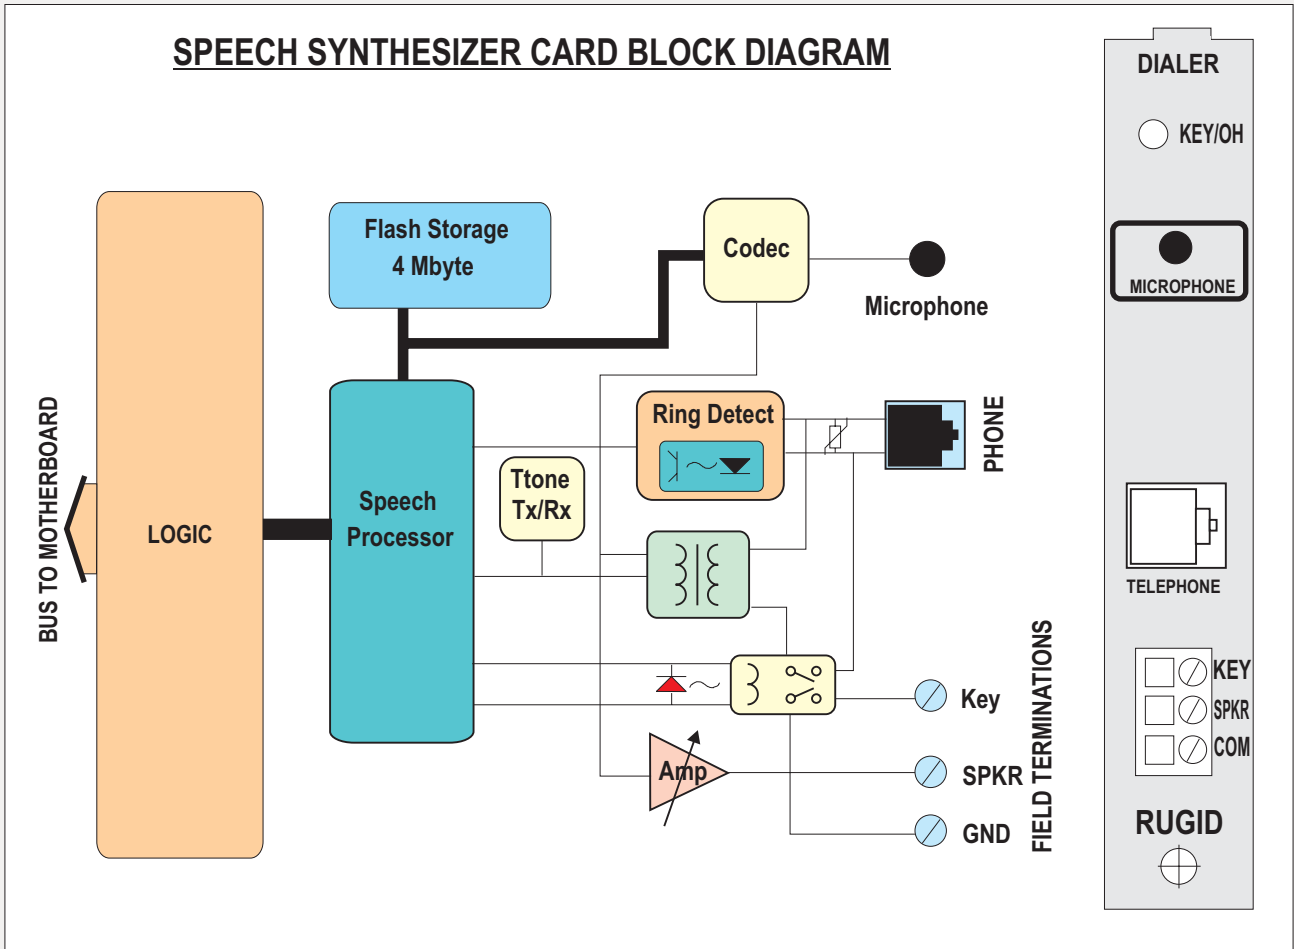 SPEECH SYNTHESIZER CARD BLOCK DIAGRAM
Flash Storage
4 Mbyte
Codec
Microphone
BUS TO MOTHERBOARD
LOGIC
Speech
Processor
Ttone
Tx/Rx
Ring Detect
PHONE
Amp
Key
SPKR
GND
FIELD TERMINATIONS
DIALER
KEY/OH
MICROPHONE
TELEPHONE
KEY
SPKR
COM
RUGID